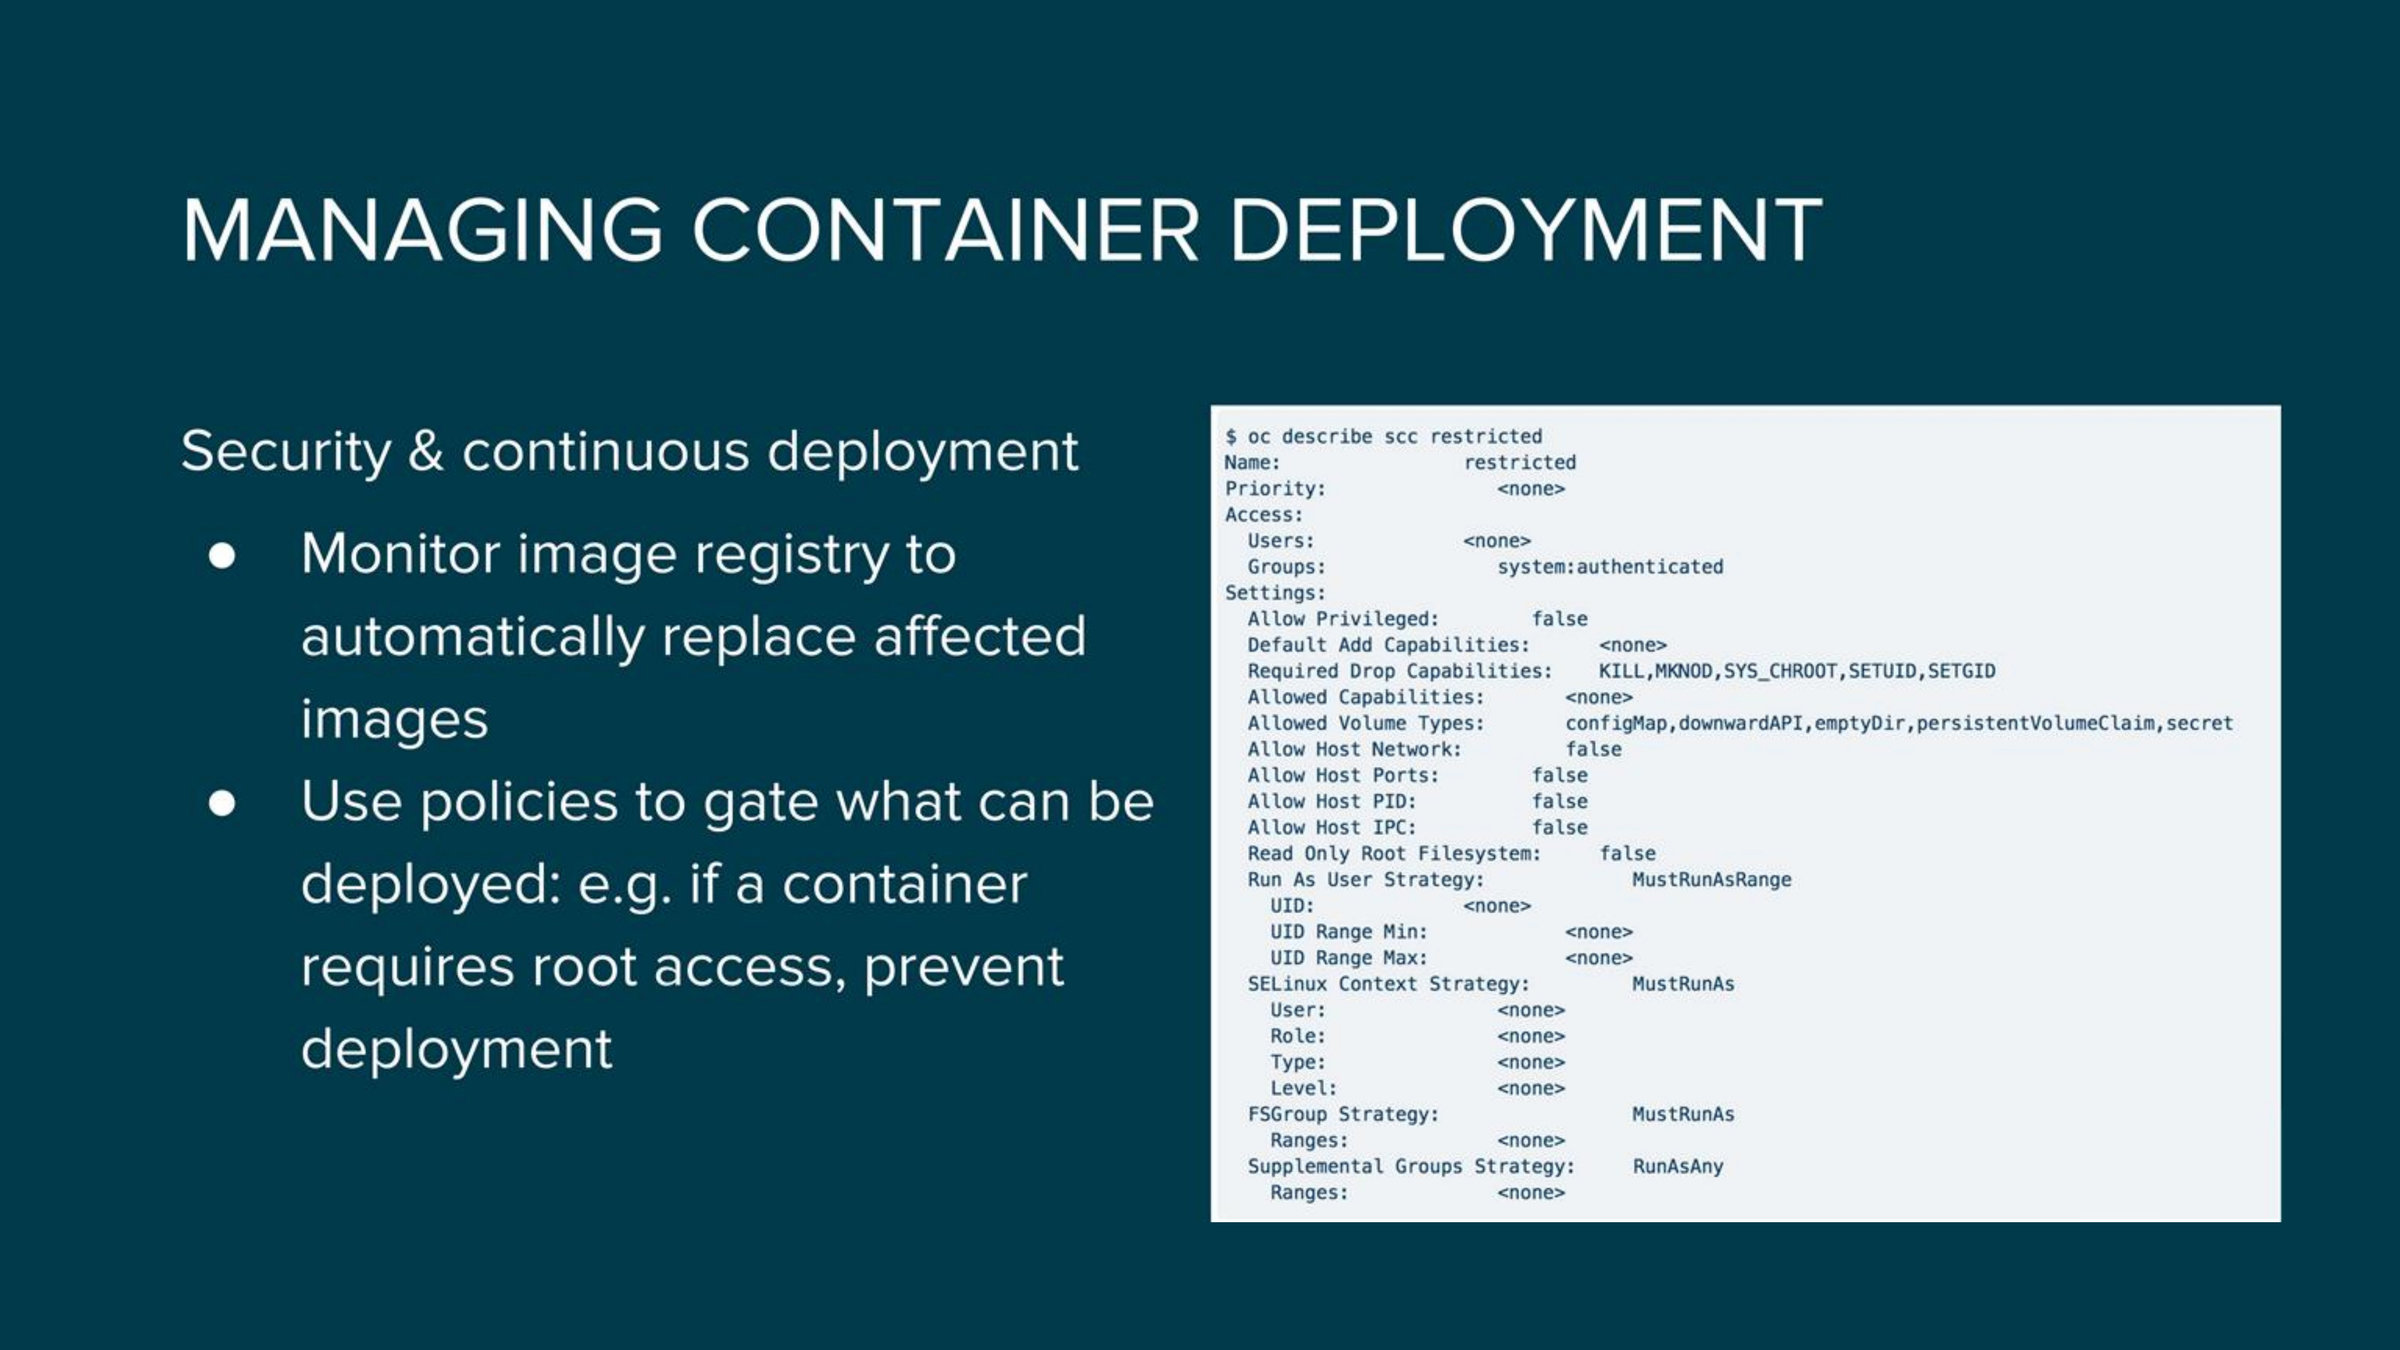 MANAGING CONTAINER DEPLOYMENT
Security & continuous deployment
● Monitor image registry to
automatically replace affected
images
● Use policies to gate what can be
deployed: e.g. if a container
requires root access, prevent
deployment
$ oc describe scc restricted
Name: restricted
Priority: <none>
Access:
Users: <none>
Groups: system:authenticated
Settings:
Allow Privileged: false
Default Add Capabilities: <none>
Required Drop Capabilities: KILL,MKNOD,SYS_CHROOT,SETUID,SETGID
Allowed Capabilities: <none>
Allowed Volume Types: configMap,downwardAPI,emptyDir,persistentVolumeClaim,secret
Allow Host Network: false
Allow Host Ports: false
Allow Host PID: false
Allow Host IPC: false
Read Only Root Filesystem: false
Run As User Strategy: MustRunAsRange
UID: <none>
UID Range Min: <none>
UID Range Max: <none>
SELinux Context Strategy: MustRunAs
User: <none>
Role: <none>
Type: <none>
Level: <none>
FSGroup Strategy: MustRunAs
Ranges: <none>
Supplemental Groups Strategy: RunAsAny
Ranges: <none>